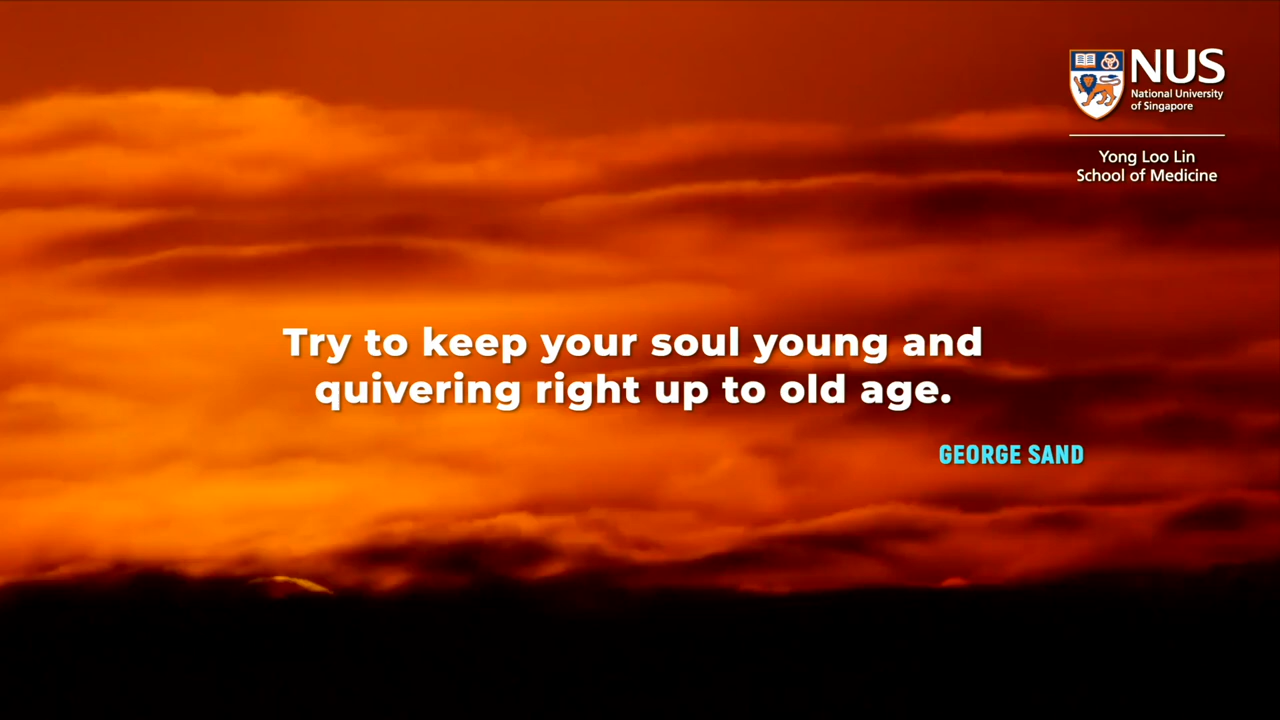 NUS
National University
of Singapore
Yong Loo Lin
School of Medicine
Try to keep your soul young and
quivering right up to old age.
GEORGE SAND